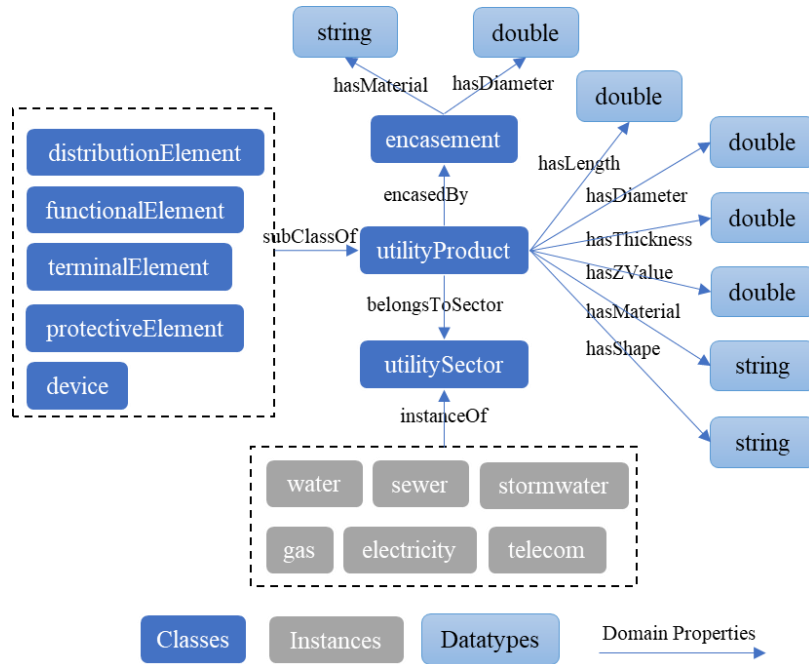 string
double
hasMaterial
hasDiameter
double
encasement
double
distributionElement
hasLength
hasDiameter
encasedBy
functionalElement
double
subClassOf
utilityProduct
hasThickness
terminalElement
hasZValue
double
belongsToSector
hasMaterial
protectiveElement
hasShape
utilitySector
string
device
instanceOf
string
water
sewer
stormwater
gas
electricity
telecom
Classes
Instances
Datatypes
Domain Properties